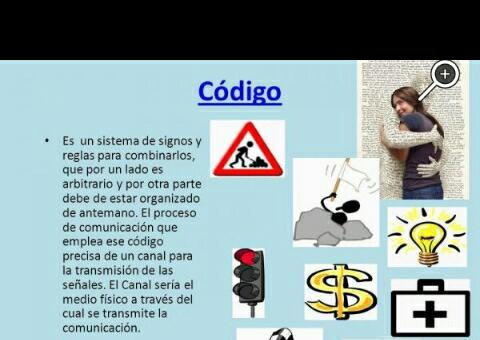 Código
• Es un sistema de signos y
reglas para combinarlos,
que por un lado es
arbitrario y por otra parte
debe de estar organizado
de antemano. El proceso
de comunicación que
emplea ese código
precisa de un canal para
la transmisión de las
señales. El Canal sería el
medio físico a través del
cual se transmite la
comunicación.